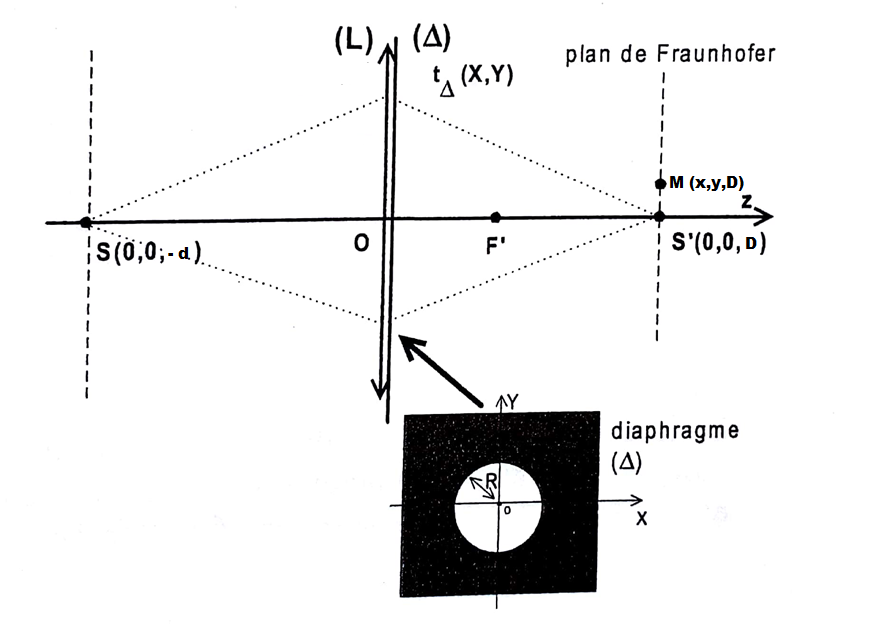 (L) (Δ)
plan de Fraunhofer
t_Δ (X,Y)
M (x,y,D)
z
S(0,0,-d)
O
F'
S'(0,0,D)
Y
diaphragme
(Δ)
R
o
X